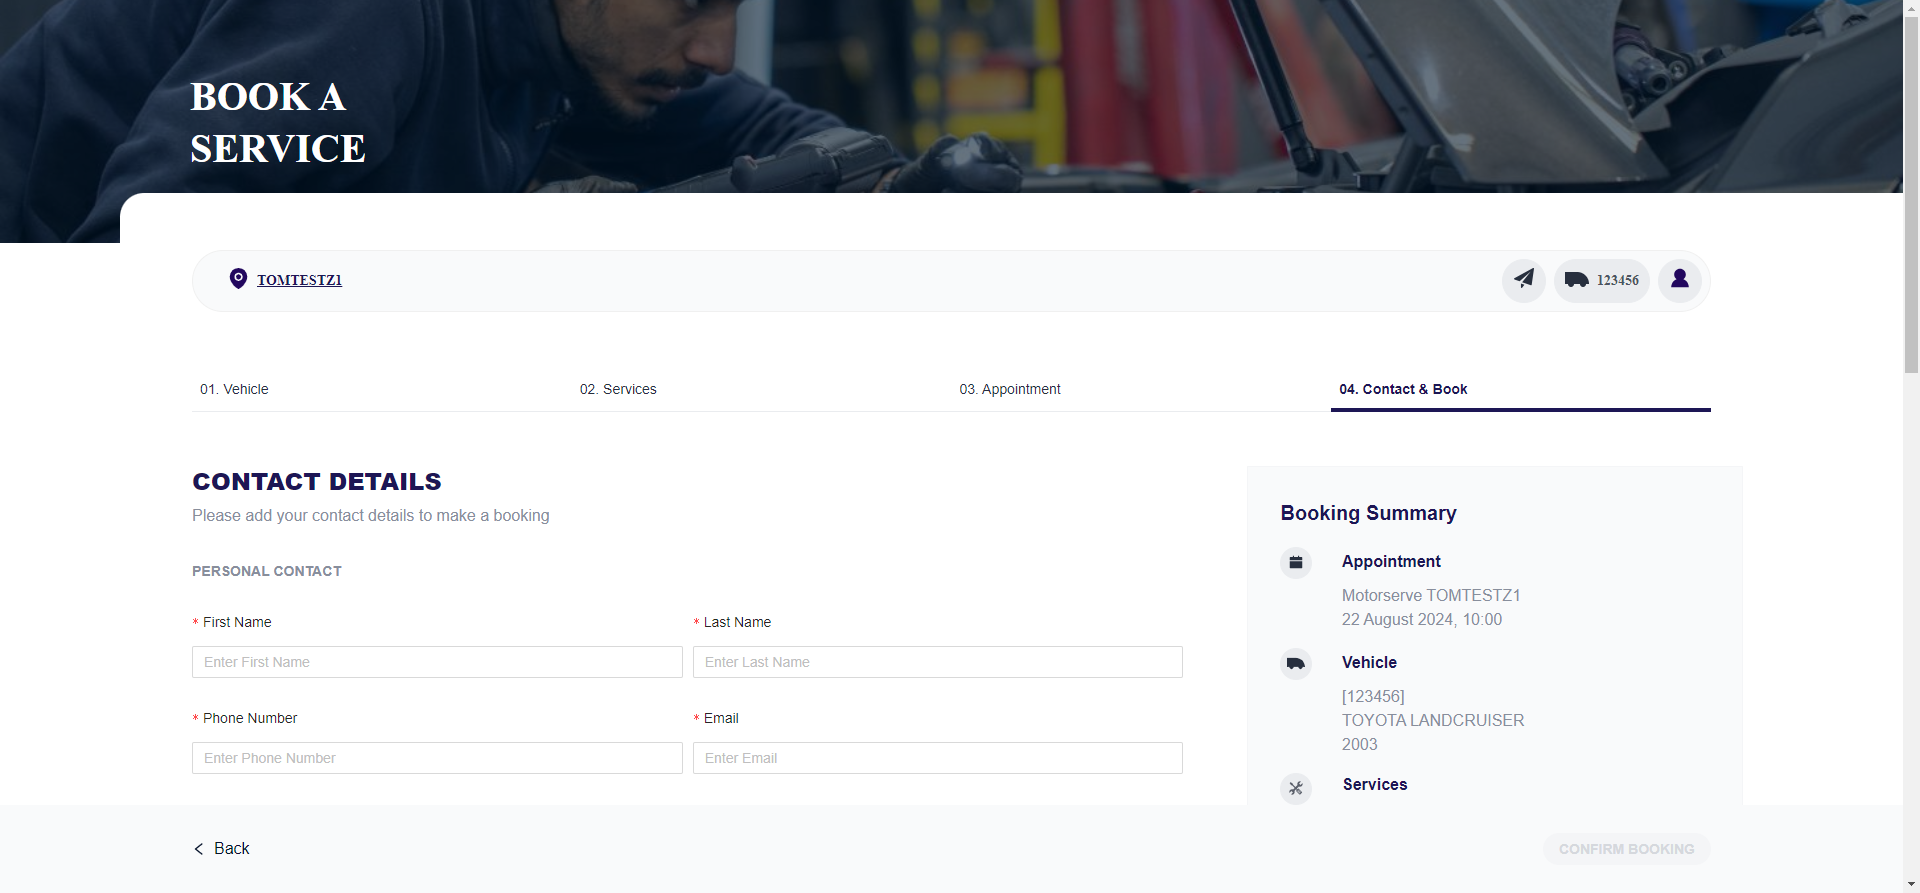 BOOK A
SERVICE
TOMTESTZ1
123456
01. Vehicle
02. Services
03. Appointment
04. Contact & Book
CONTACT DETAILS
Please add your contact details to make a booking
PERSONAL CONTACT
* First Name
* Last Name
Enter First Name
Enter Last Name
* Phone Number
* Email
Enter Phone Number
Enter Email
Booking Summary
Appointment
Motorserve TOMTESTZ1
22 August 2024, 10:00
Vehicle
[123456]
TOYOTA LANDCRUISER
2003
Services
Back
CONFIRM BOOKING